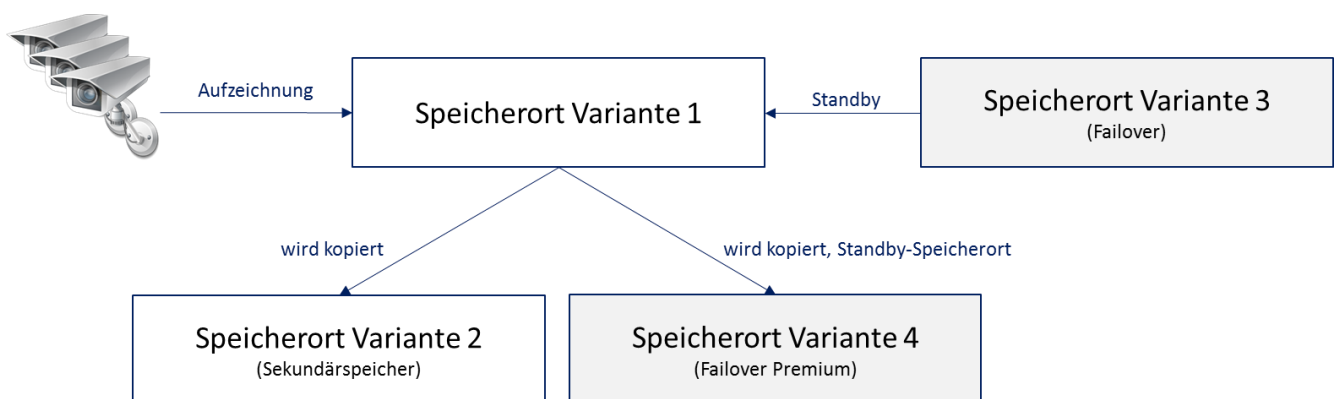 Aufzeichnung
Speicherort Variante 1
Standby
Speicherort Variante 3
(Failover)
wird kopiert
wird kopiert, Standby-Speicherort
Speicherort Variante 2
(Sekundärspeicher)
Speicherort Variante 4
(Failover Premium)